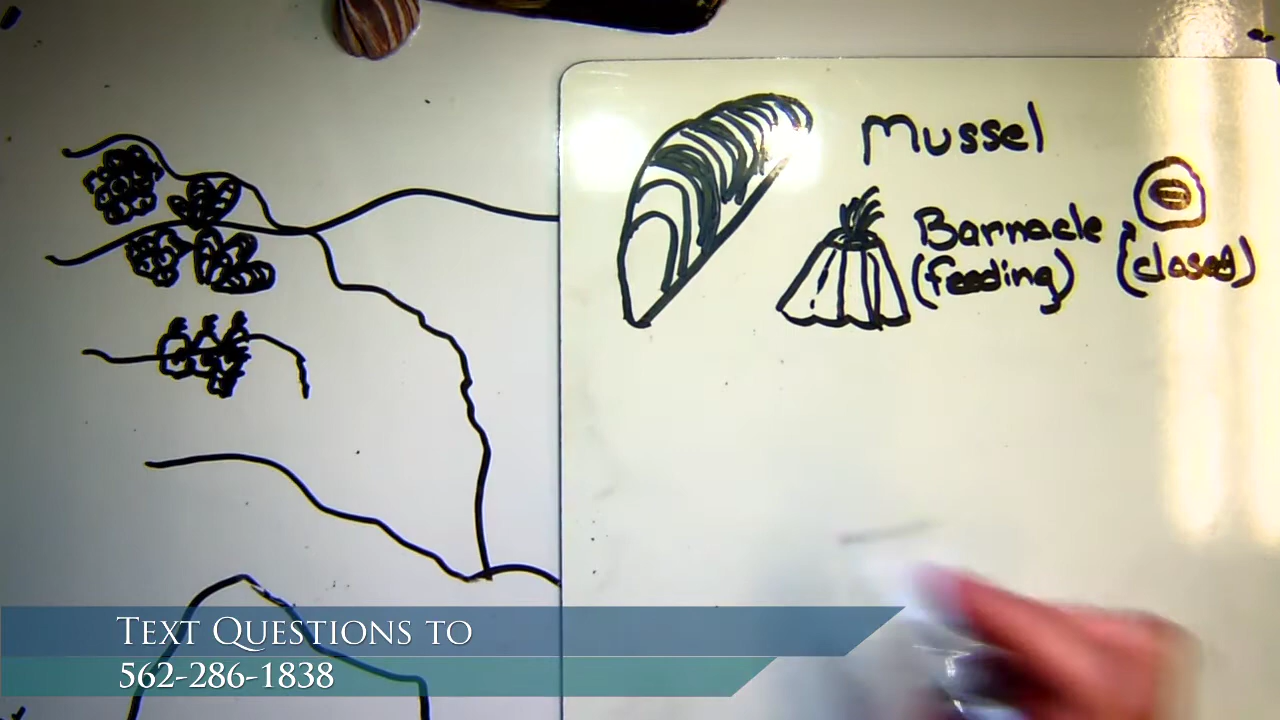 Mussel
Barnacle
(feeding)
(closed)
TEXT QUESTIONS TO
562-286-1838